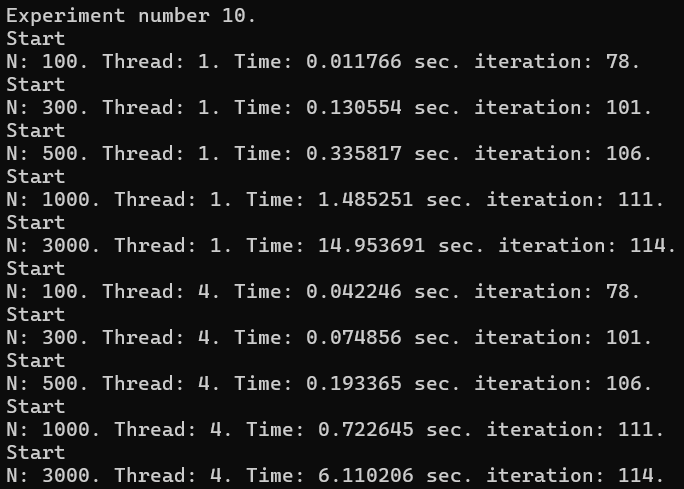 Experiment number 10.
Start
N: 100. Thread: 1. Time: 0.011766 sec. iteration: 78.
Start
N: 300. Thread: 1. Time: 0.130554 sec. iteration: 101.
Start
N: 500. Thread: 1. Time: 0.335817 sec. iteration: 106.
Start
N: 1000. Thread: 1. Time: 1.485251 sec. iteration: 111.
Start
N: 3000. Thread: 1. Time: 14.953691 sec. iteration: 114.
Start
N: 100. Thread: 4. Time: 0.042246 sec. iteration: 78.
Start
N: 300. Thread: 4. Time: 0.074856 sec. iteration: 101.
Start
N: 500. Thread: 4. Time: 0.193365 sec. iteration: 106.
Start
N: 1000. Thread: 4. Time: 0.722645 sec. iteration: 111.
Start
N: 3000. Thread: 4. Time: 6.110206 sec. iteration: 114.